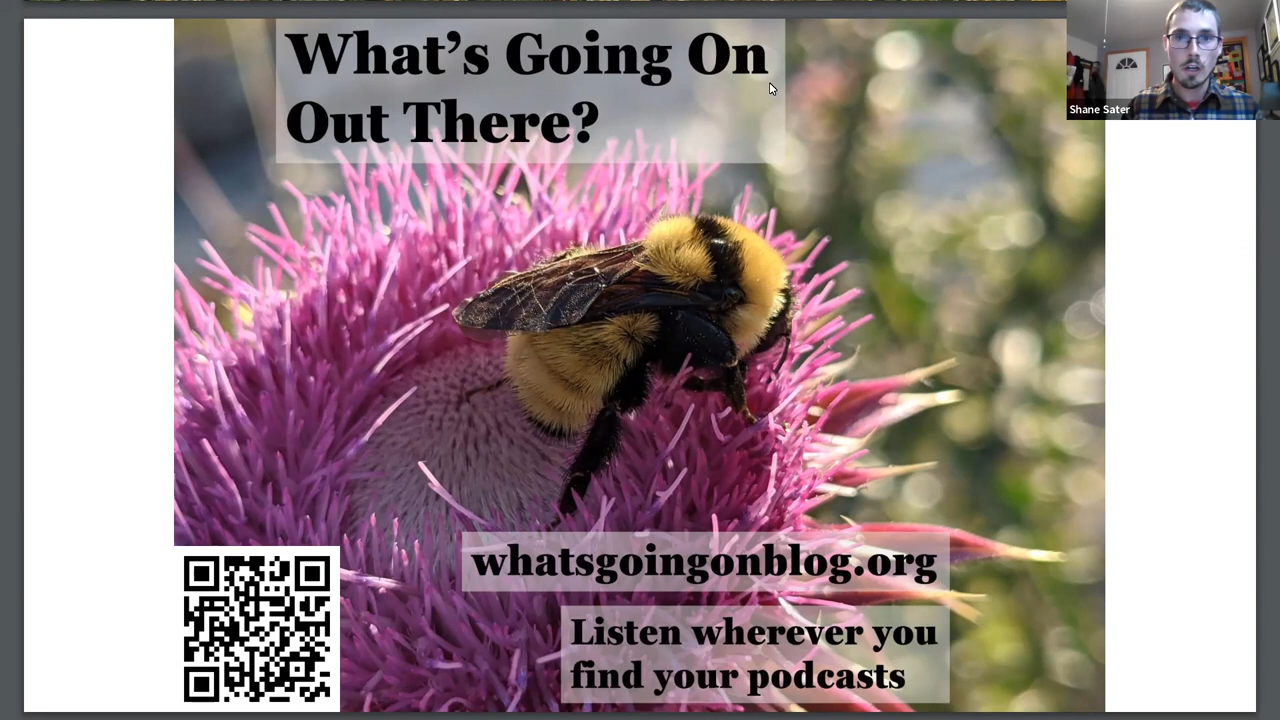 What's Going On
Out There?
Shane Sater
whatsgoingonblog.org
Listen wherever you
find your podcasts